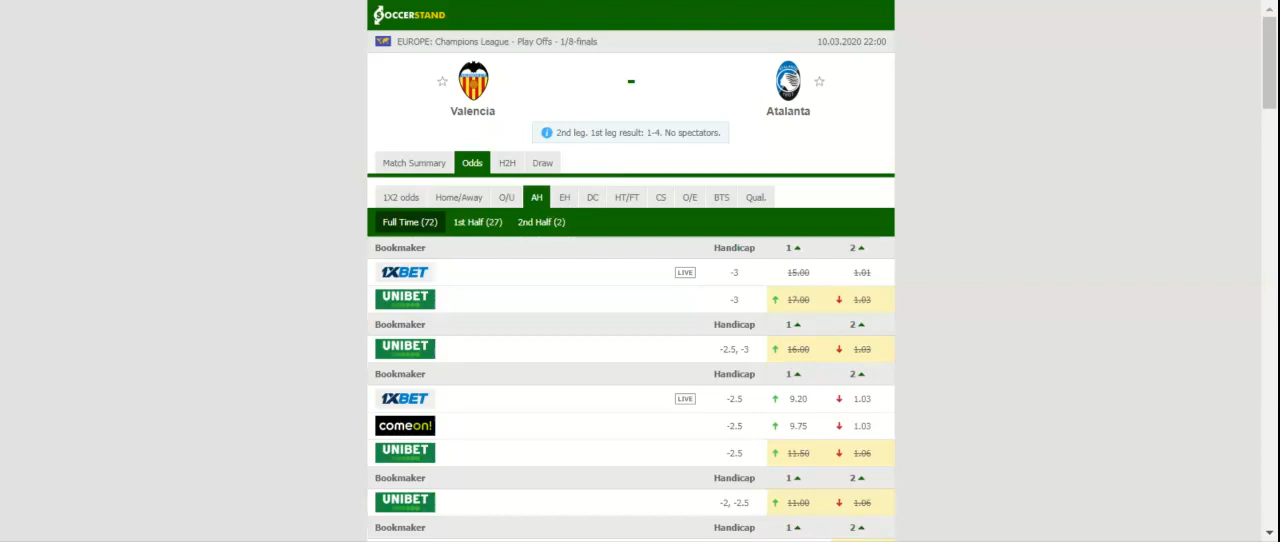 SOCCERSTAND
EUROPE: Champions League - Play Offs - 1/8-finals 10.03.2020 22:00
-
Valencia Atalanta
2nd leg. 1st leg result: 1-4. No spectators.
Match Summary Odds H2H Draw
1X2 odds Home/Away O/U AH EH DC HT/FT CS O/E BTS Qual.
Full Time (72) 1st Half (27) 2nd Half (2)
Bookmaker Handicap 1 2
1XBET LIVE -3 15.00 1.01
UNIBET -3 17.00 1.03
Bookmaker Handicap 1 2
UNIBET -2.5, -3 16.00 1.03
Bookmaker Handicap 1 2
1XBET LIVE -2.5 9.20 1.03
comeon! -2.5 9.75 1.03
UNIBET -2.5 11.50 1.06
Bookmaker Handicap 1 2
UNIBET -2, -2.5 11.00 1.06
Bookmaker Handicap 1 2